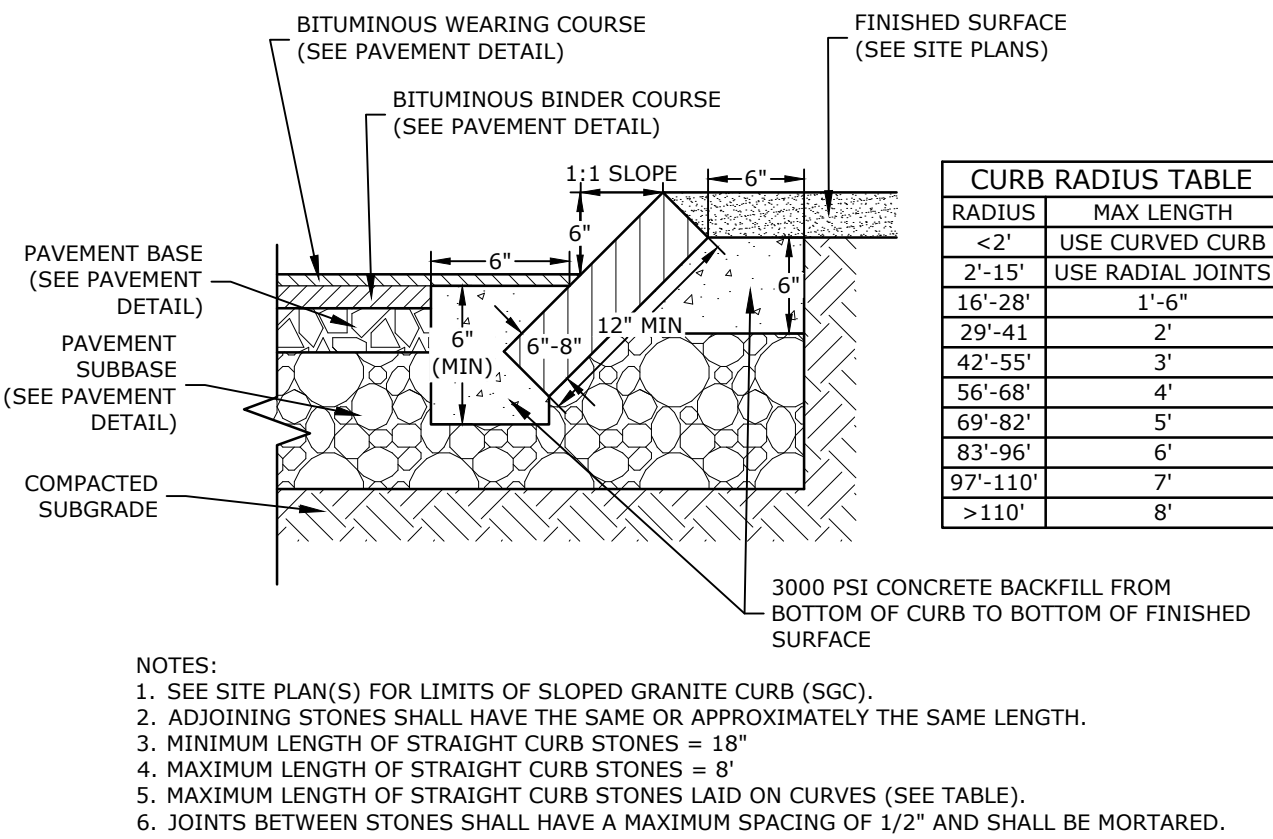 BITUMINOUS WEARING COURSE
(SEE PAVEMENT DETAIL)
FINISHED SURFACE
(SEE SITE PLANS)
BITUMINOUS BINDER COURSE
(SEE PAVEMENT DETAIL)
1:1 SLOPE
6"
6"
6"
6"
PAVEMENT BASE
(SEE PAVEMENT
DETAIL)
6"
(MIN)
12" MIN
6"-8"
PAVEMENT
SUBBASE
(SEE PAVEMENT
DETAIL)
COMPACTED
SUBGRADE
3000 PSI CONCRETE BACKFILL FROM
BOTTOM OF CURB TO BOTTOM OF FINISHED
SURFACE
CURB RADIUS TABLE
RADIUS MAX LENGTH
<2' USE CURVED CURB
2'-15' USE RADIAL JOINTS
16'-28' 1'-6"
29'-41 2'
42'-55' 3'
56'-68' 4'
69'-82' 5'
83'-96' 6'
97'-110' 7'
>110' 8'
NOTES:
1. SEE SITE PLAN(S) FOR LIMITS OF SLOPED GRANITE CURB (SGC).
2. ADJOINING STONES SHALL HAVE THE SAME OR APPROXIMATELY THE SAME LENGTH.
3. MINIMUM LENGTH OF STRAIGHT CURB STONES = 18"
4. MAXIMUM LENGTH OF STRAIGHT CURB STONES = 8'
5. MAXIMUM LENGTH OF STRAIGHT CURB STONES LAID ON CURVES (SEE TABLE).
6. JOINTS BETWEEN STONES SHALL HAVE A MAXIMUM SPACING OF 1/2" AND SHALL BE MORTARED.